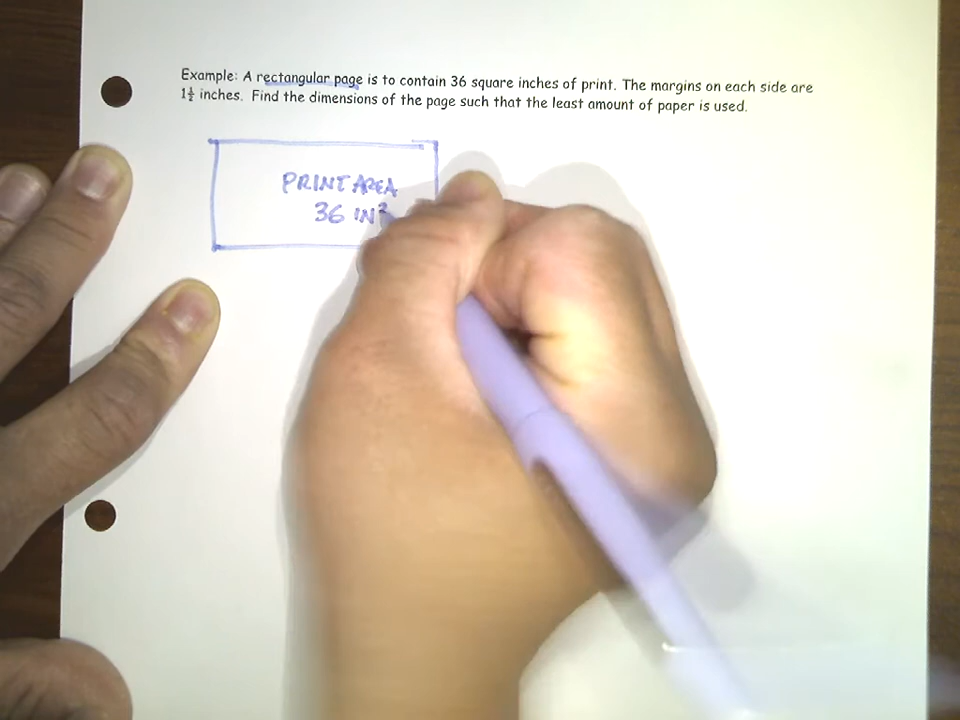 Example: A rectangular page is to contain 36 square inches of print. The margins on each side are
1½ inches. Find the dimensions of the page such that the least amount of paper is used.
PRINT AREA
36 IN²